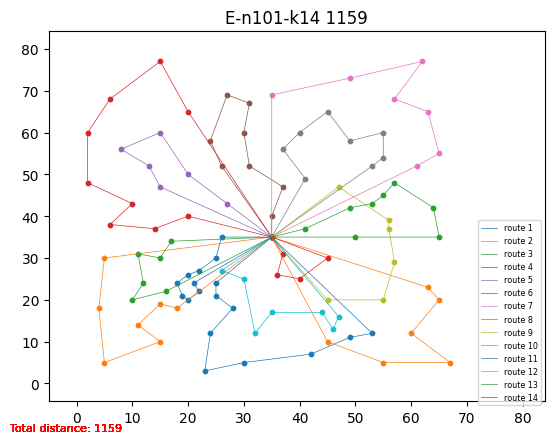 E-n101-k14 1159
80
70
60
50
40
30
20
10
0
0 10 20 30 40 50 60 70 80
route 1
route 2
route 3
route 4
route 5
route 6
route 7
route 8
route 9
route 10
route 11
route 12
route 13
route 14
Total distance: 1159